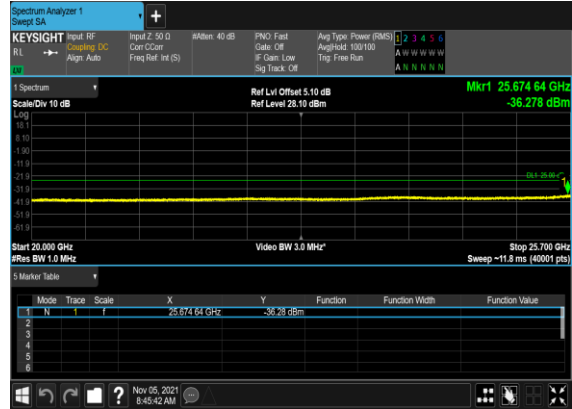 Spectrum Analyzer 1
Swept SA
+
KEYSIGHT Input: RF Input Z: 50 Ω #Atten: 40 dB PNO: Fast Avg Type: Power (RMS) 1 2 3 4 5 6
RL Coupling: DC Corr CCorr Gate: Off Avg|Hold: 100/100 A W W W W W
Align: Auto Freq Ref: Int (S) IF Gain: Low Trig: Free Run
Sig Track: Off A N N N N N
1 Spectrum Ref Lvl Offset 5.10 dB Mkr1 25.674 64 GHz
Scale/Div 10 dB Ref Level 28.10 dBm -36.278 dBm
Log
18.1
8.10
-1.90
-11.9
-21.9
-31.9
-41.9
-51.9
-61.9
1
Start 20.000 GHz Video BW 3.0 MHz* Stop 25.700 GHz
#Res BW 1.0 MHz Sweep ~11.8 ms (40001 pts)
5 Marker Table
Mode Trace Scale X Y Function Function Width Function Value
1 N 1 f 25.674 64 GHz -36.28 dBm
2
3
4
5
6
? Nov 05, 2021
8:45:42 AM